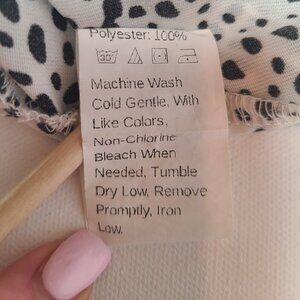 Polyester: 100%
Machine Wash
Cold Gentle, With
Like Colors,
Non-Chlorine
Bleach When
Needed, Tumble
Dry Low, Remove
Promptly, Iron
Low.